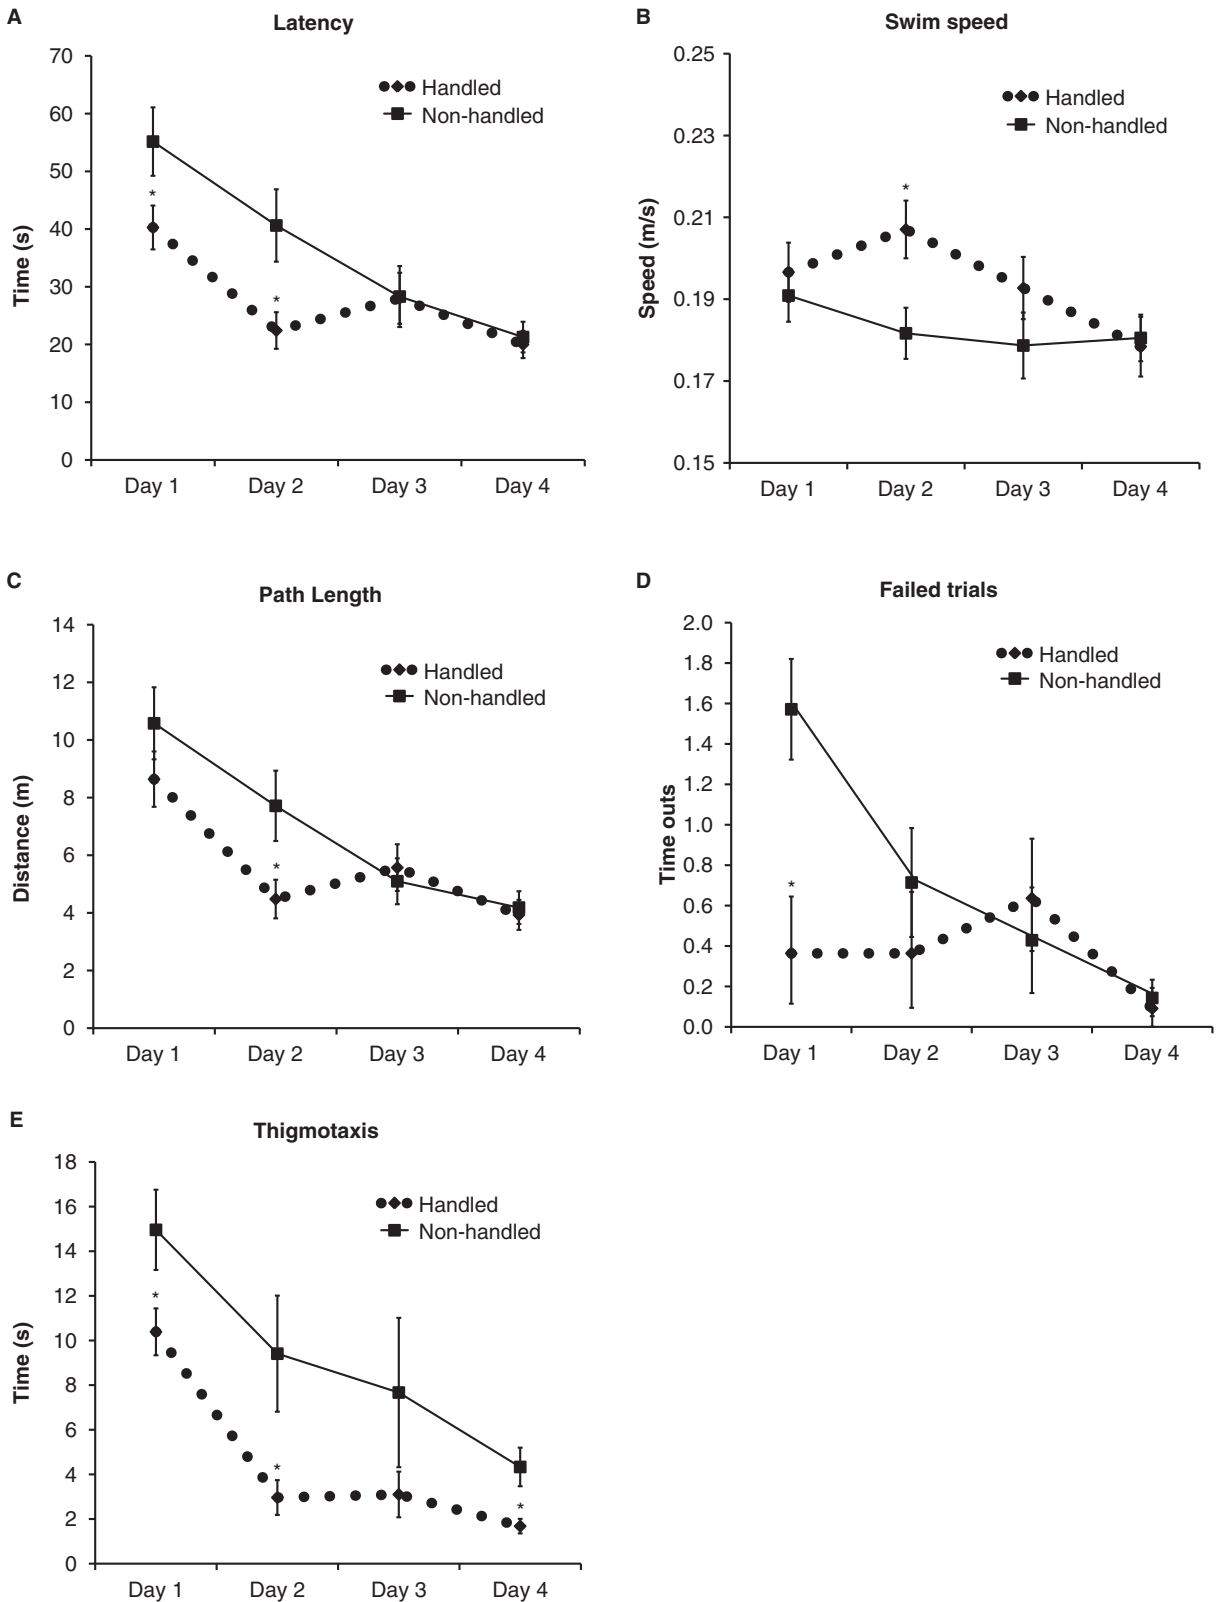 A
Latency
70
60
50
40
30
20
10
0
Time (s)
Handled
Non-handled
*
*
Day 1 Day 2 Day 3 Day 4
B
Swim speed
0.25
0.23
0.21
0.19
0.17
0.15
Speed (m/s)
Handled
Non-handled
*
Day 1 Day 2 Day 3 Day 4
C
Path Length
14
12
10
8
6
4
2
0
Distance (m)
Handled
Non-handled
*
Day 1 Day 2 Day 3 Day 4
D
Failed trials
2.0
1.8
1.6
1.4
1.2
1.0
0.8
0.6
0.4
0.2
0.0
Time outs
Handled
Non-handled
*
Day 1 Day 2 Day 3 Day 4
E
Thigmotaxis
18
16
14
12
10
8
6
4
2
0
Time (s)
Handled
Non-handled
*
*
*
Day 1 Day 2 Day 3 Day 4